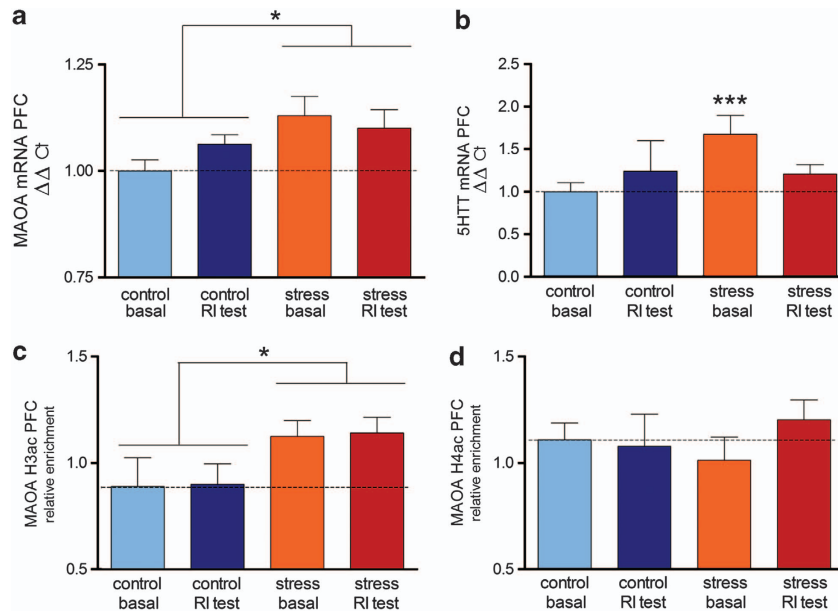 a
*
MAOA mRNA PFC
ΔΔ Ct
1.25
1.00
0.75
control basal
control RI test
stress basal
stress RI test
b
***
5HTT mRNA PFC
ΔΔ Ct
2.5
2.0
1.5
1.0
0.5
0.0
control basal
control RI test
stress basal
stress RI test
c
*
MAOA H3ac PFC
relative enrichment
1.5
1.0
0.5
control basal
control RI test
stress basal
stress RI test
d
MAOA H4ac PFC
relative enrichment
1.5
1.0
0.5
control basal
control RI test
stress basal
stress RI test